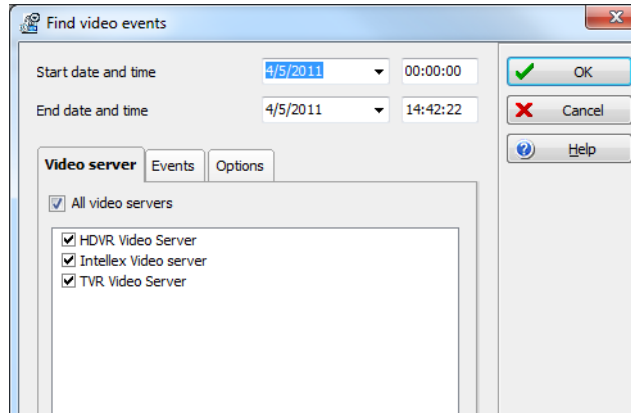 Find video events
Start date and time 4/5/2011 00:00:00
End date and time 4/5/2011 14:42:22
OK
Cancel
Help
Video server Events Options
All video servers
HDVR Video Server
Intellex Video server
TVR Video Server